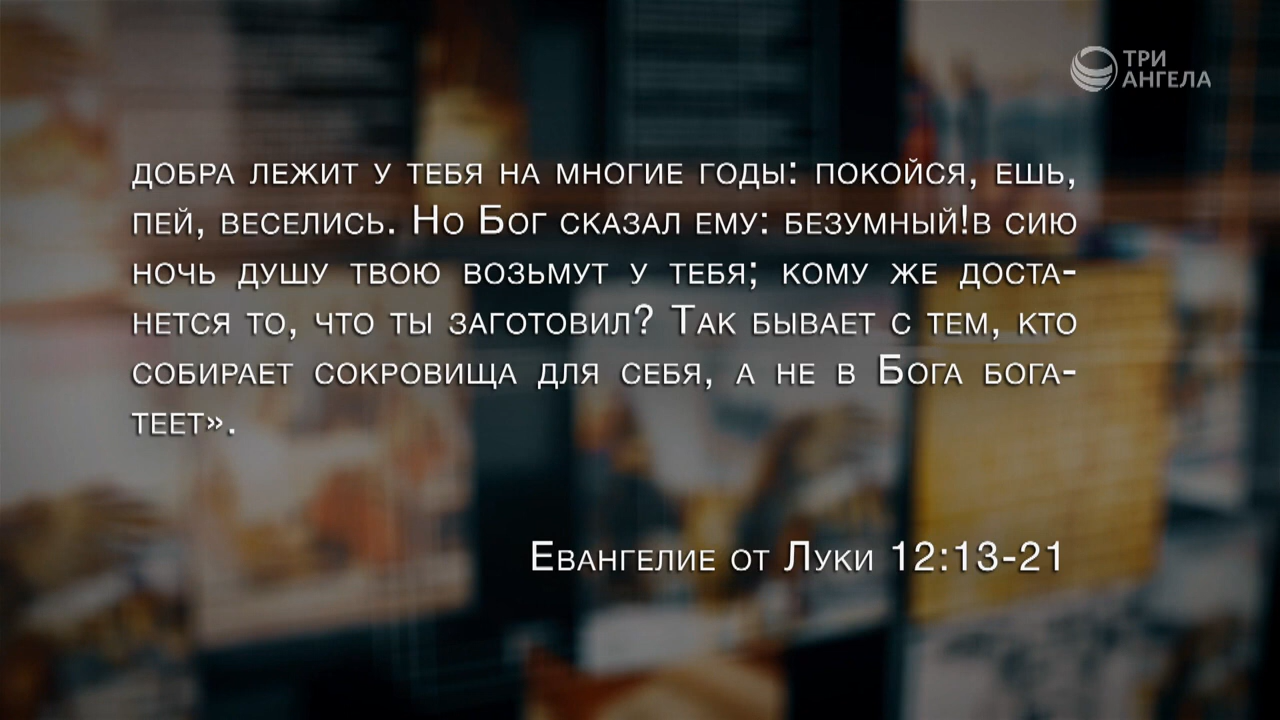 ТРИ
АНГЕЛА
добра лежит у тебя на многие годы: покойся, ешь,
пей, веселись. Но Бог сказал ему: безумный!в сию
ночь душу твою возьмут у тебя; кому же доста-
нется то, что ты заготовил? Так бывает с тем, кто
собирает сокровища для себя, а не в Бога бога-
теет».
Евангелие от Луки 12:13-21